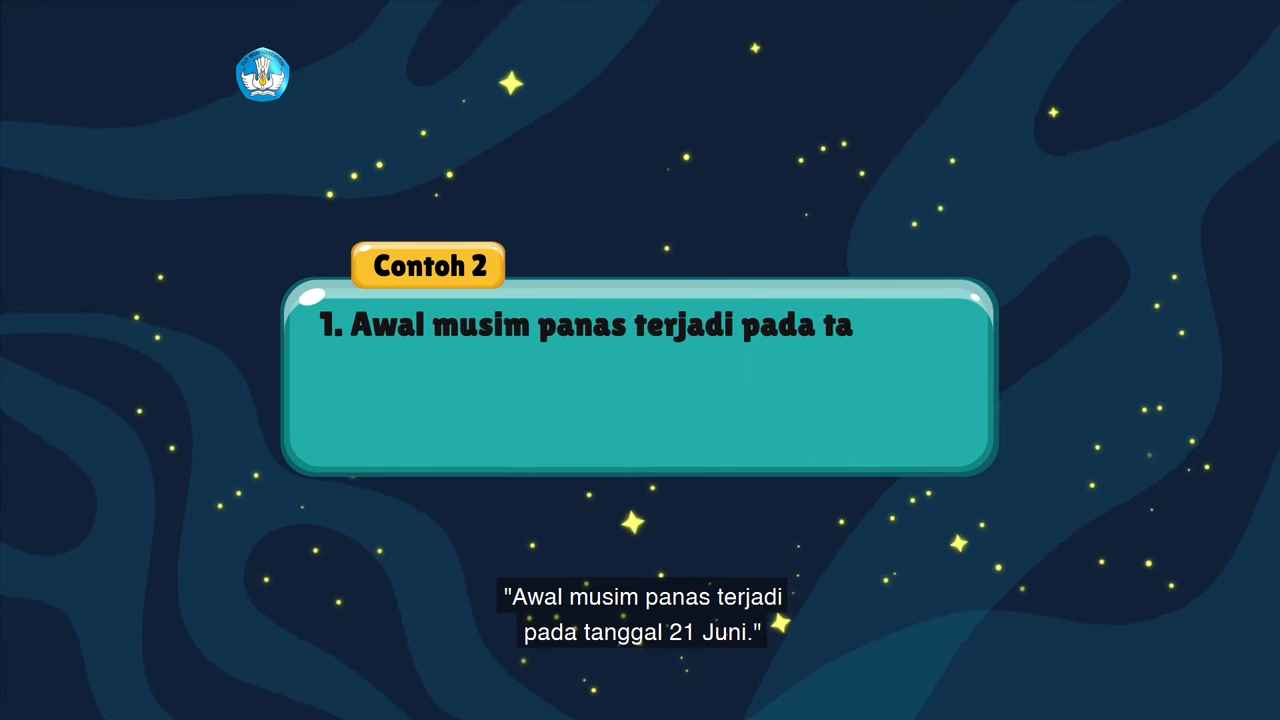 Contoh 2
1. Awal musim panas terjadi pada ta
"Awal musim panas terjadi
pada tanggal 21 Juni."